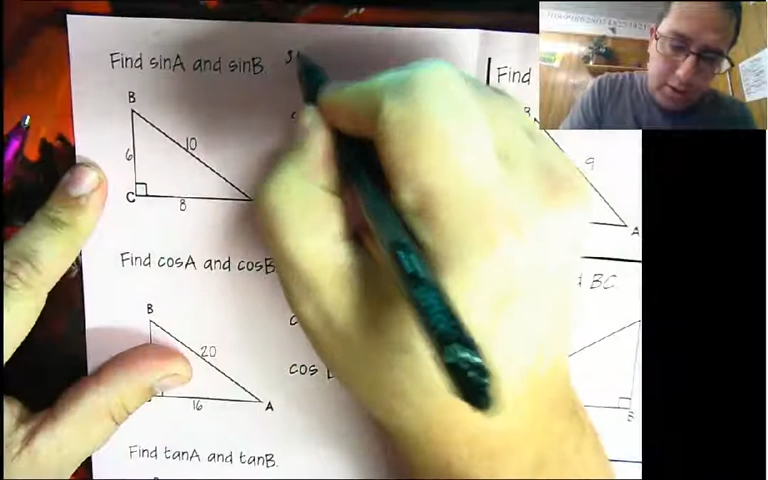 Find sinA and sinB.
B
10
6
C
8
Find cosA and cosB
B
20
16
A
cos
Find tanA and tanB.
Find
9
A
BC.
B